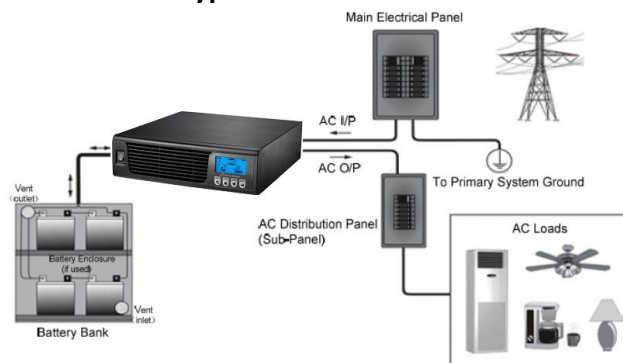 Main Electrical Panel
AC I/P
AC O/P
To Primary System Ground
AC Distribution Panel
(Sub-Panel)
AC Loads
Vent
(outlet)
Battery Enclosure
(if used)
Vent
(inlet)
Battery Bank